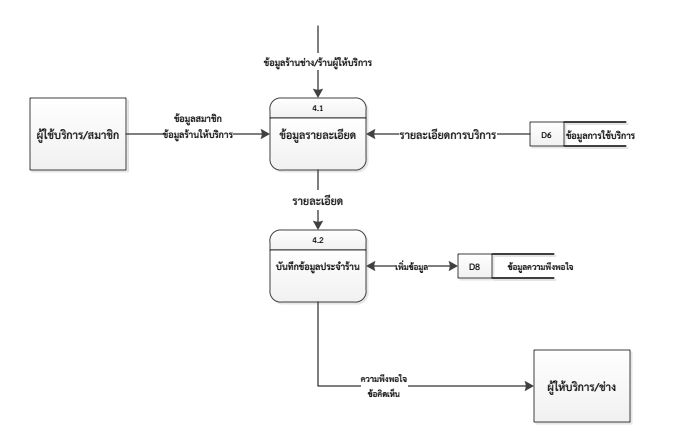 ข้อมูลร้านช่าง/ร้านผู้ให้บริการ
4.1
ข้อมูลรายละเอียด
ผู้ใช้บริการ/สมาชิก
ข้อมูลสมาชิก
ข้อมูลร้านให้บริการ
รายละเอียดการบริการ
D6
ข้อมูลการใช้บริการ
รายละเอียด
4.2
บันทึกข้อมูลประจำร้าน
เพิ่มข้อมูล
D8
ข้อมูลความพึงพอใจ
ความพึงพอใจ
ข้อคิดเห็น
ผู้ให้บริการ/ช่าง